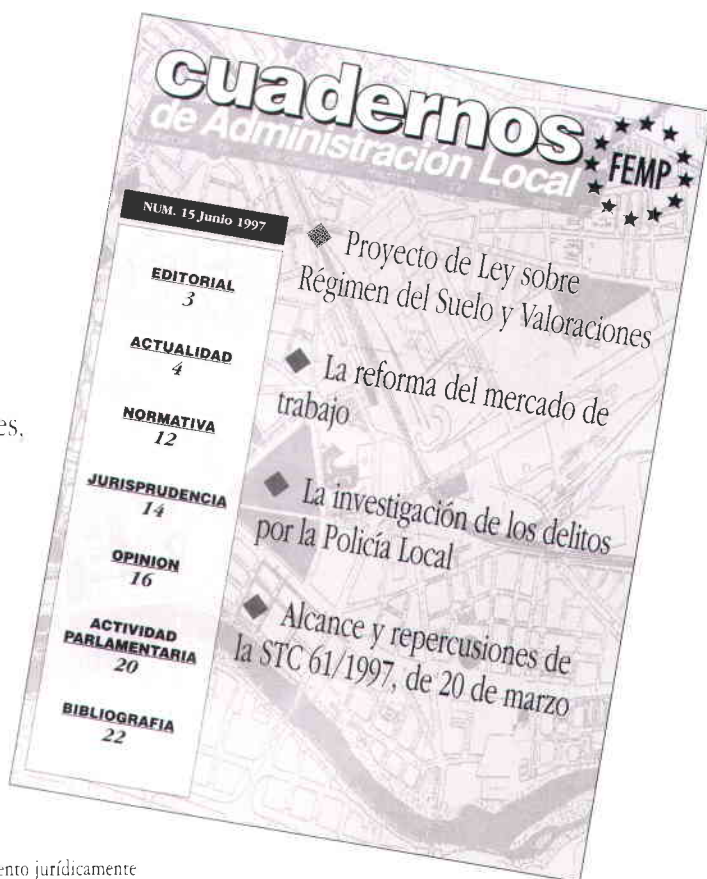 cuadernos
de Administración Local
FEMP
NUM. 15 Junio 1997
EDITORIAL
3
ACTUALIDAD
4
NORMATIVA
12
JURISPRUDENCIA
14
OPINION
16
ACTIVIDAD
PARLAMENTARIA
20
BIBLIOGRAFIA
22
Proyecto de Ley sobre
Régimen del Suelo y Valoraciones
La reforma del mercado de
trabajo
La investigación de los delitos
por la Policía Local
Alcance y repercusiones de
la STC 61/1997, de 20 de marzo
es,
ento jurídicamente